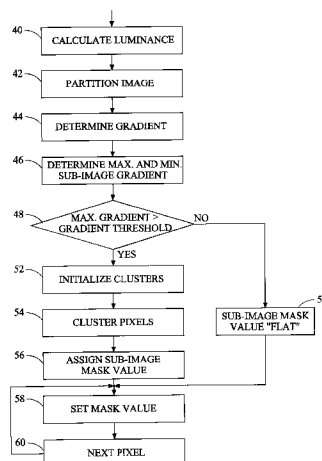 40
CALCULATE LUMINANCE
42
PARTITION IMAGE
44
DETERMINE GRADIENT
46
DETERMINE MAX. AND MIN.
SUB-IMAGE GRADIENT
48
MAX. GRADIENT >
GRADIENT THRESHOLD
NO
YES
52
INITIALIZE CLUSTERS
54
CLUSTER PIXELS
5
SUB-IMAGE MASK
VALUE "FLAT"
56
ASSIGN SUB-IMAGE
MASK VALUE
58
SET MASK VALUE
60
NEXT PIXEL